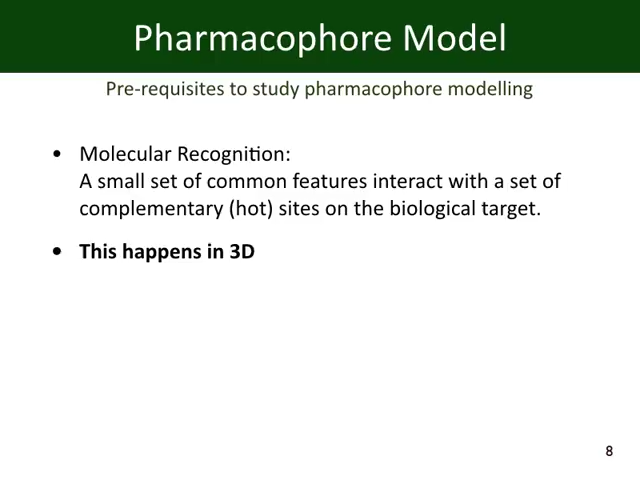 Pharmacophore Model
Pre-requisites to study pharmacophore modelling
• Molecular Recognition:
A small set of common features interact with a set of
complementary (hot) sites on the biological target.
• This happens in 3D
8